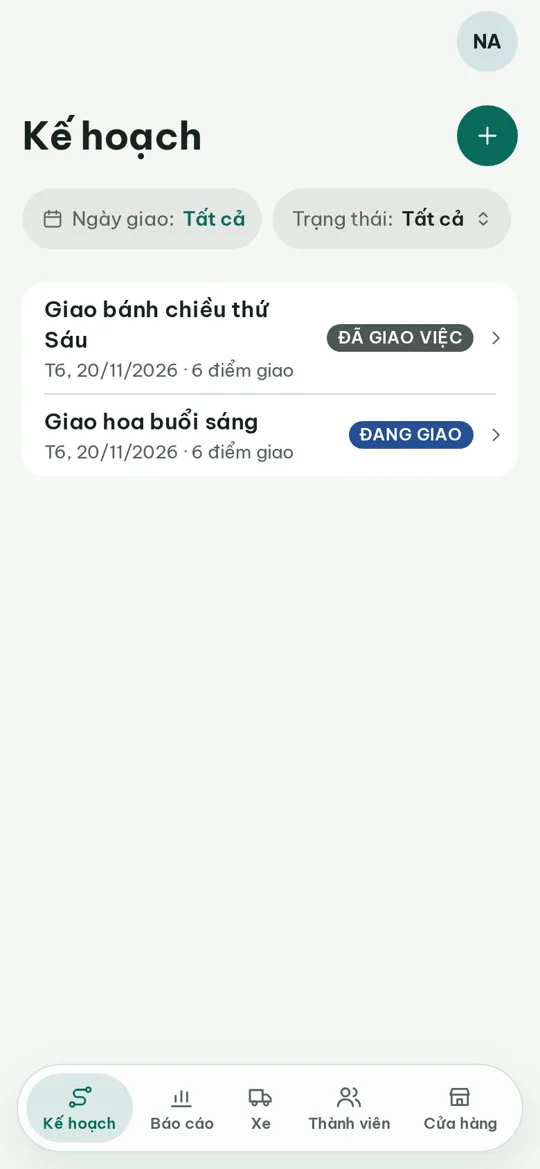 NA
Kế hoạch
Ngày giao: Tất cả
Trạng thái: Tất cả
Giao bánh chiều thứ
Sáu
T6, 20/11/2026 · 6 điểm giao
ĐÃ GIAO VIỆC
Giao hoa buổi sáng
T6, 20/11/2026 · 6 điểm giao
ĐANG GIAO
Kế hoạch
Báo cáo
Xe
Thành viên
Cửa hàng